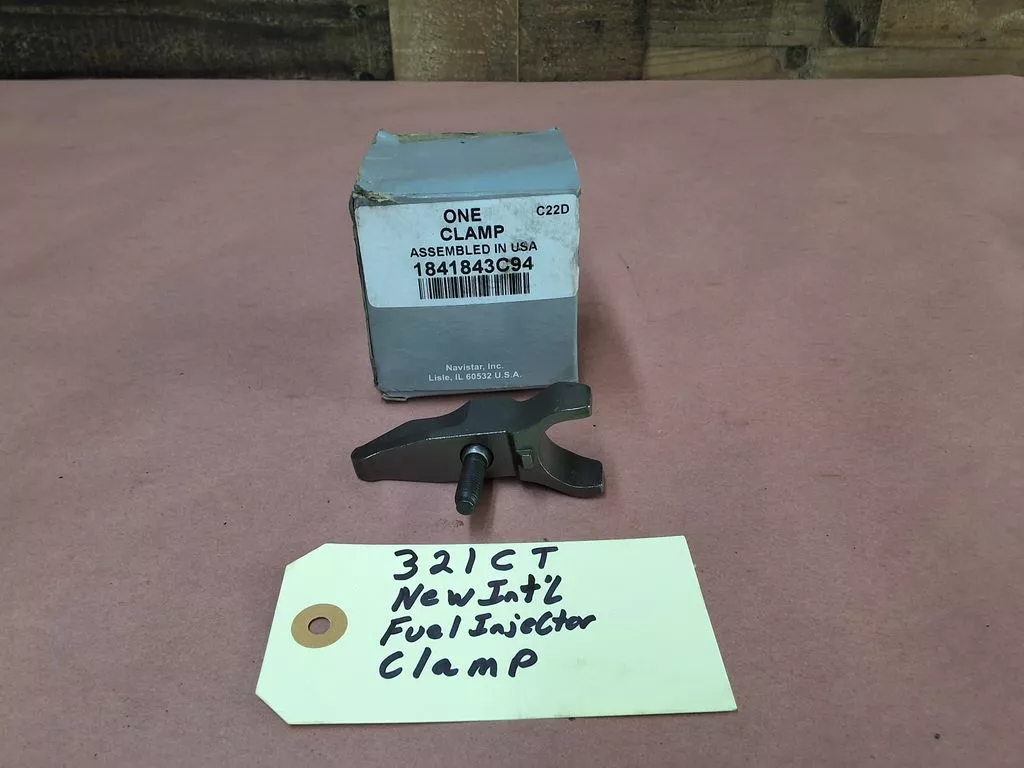 ONE C22D
CLAMP
ASSEMBLED IN USA
1841843C94
Navistar, Inc.
Lisle, IL 60532 U.S.A.
321CT
New Int'l
Fuel Injector
Clamp